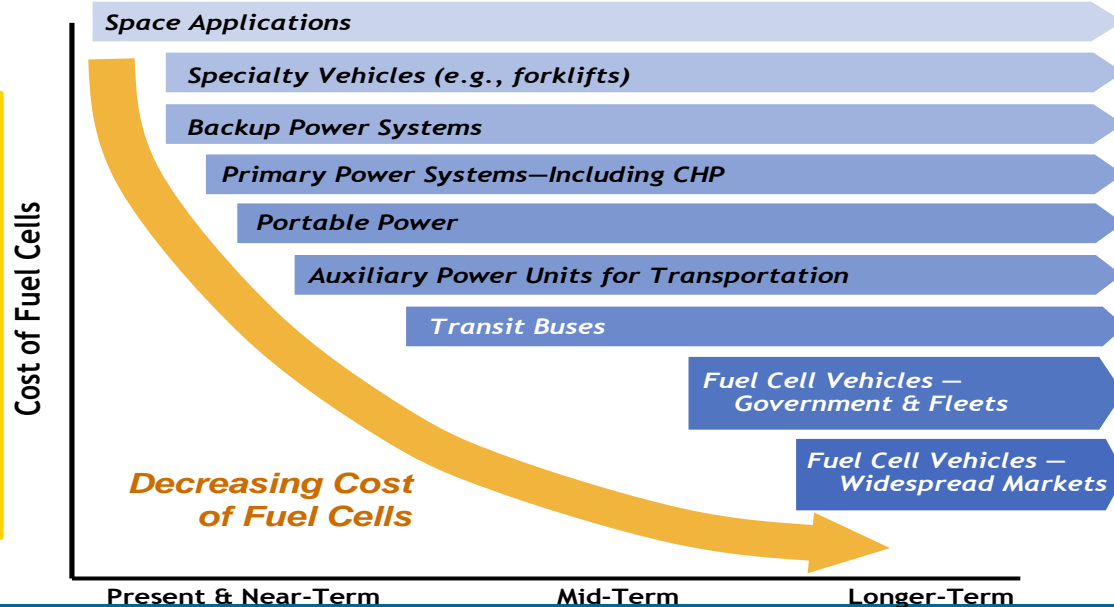 Space Applications
Specialty Vehicles (e.g., forklifts)
Backup Power Systems
Primary Power Systems—Including CHP
Portable Power
Auxiliary Power Units for Transportation
Transit Buses
Fuel Cell Vehicles —
Government & Fleets
Fuel Cell Vehicles —
Widespread Markets
Cost of Fuel Cells
Decreasing Cost
of Fuel Cells
Present & Near-Term Mid-Term Longer-Term